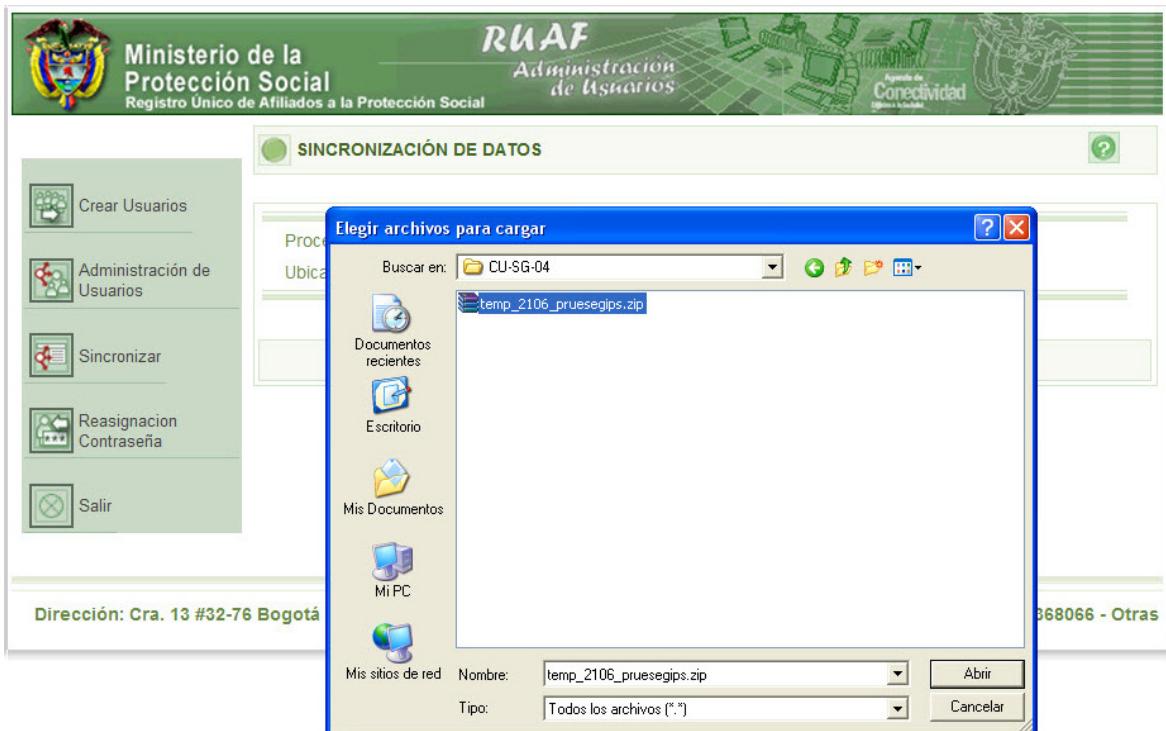 Ministerio de la
Protección Social
Registro Único de Afiliados a la Protección Social
RUAF
Administración
de Usuarios
Agenda de
Conectividad
SINCRONIZACIÓN DE DATOS
?
Crear Usuarios
Administración de
Usuarios
Sincronizar
Reasignacion
Contraseña
Salir
Proce
Ubica
Elegir archivos para cargar
Buscar en: CU-SG-04
temp_2106_pruesegips.zip
Documentos
recientes
Escritorio
Mis Documentos
Mi PC
Mis sitios de red
Nombre: temp_2106_pruesegips.zip Abrir
Tipo: Todos los archivos (*.*) Cancelar
Dirección: Cra. 13 #32-76 Bogotá 368066 - Otras